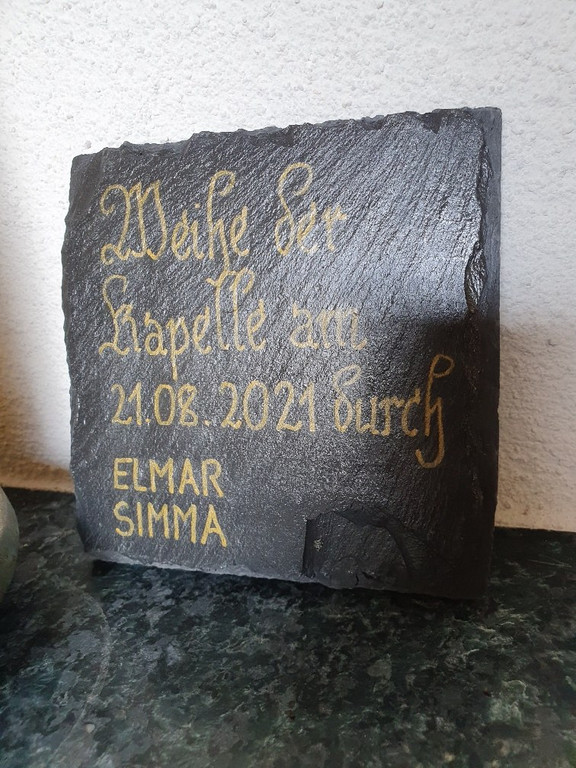 Weihe der
Kapelle am
21.08.2021 durch
ELMAR
SIMMA